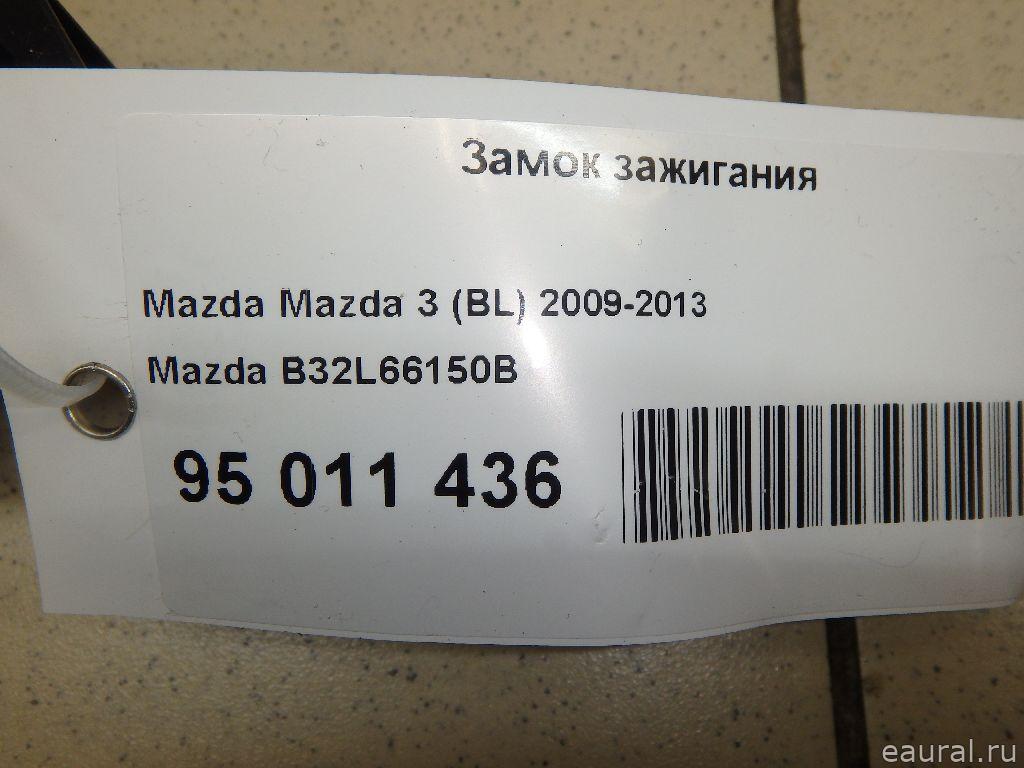 Замок зажигания
Mazda Mazda 3 (BL) 2009-2013
Mazda B32L66150B
95 011 436
eaural.ru